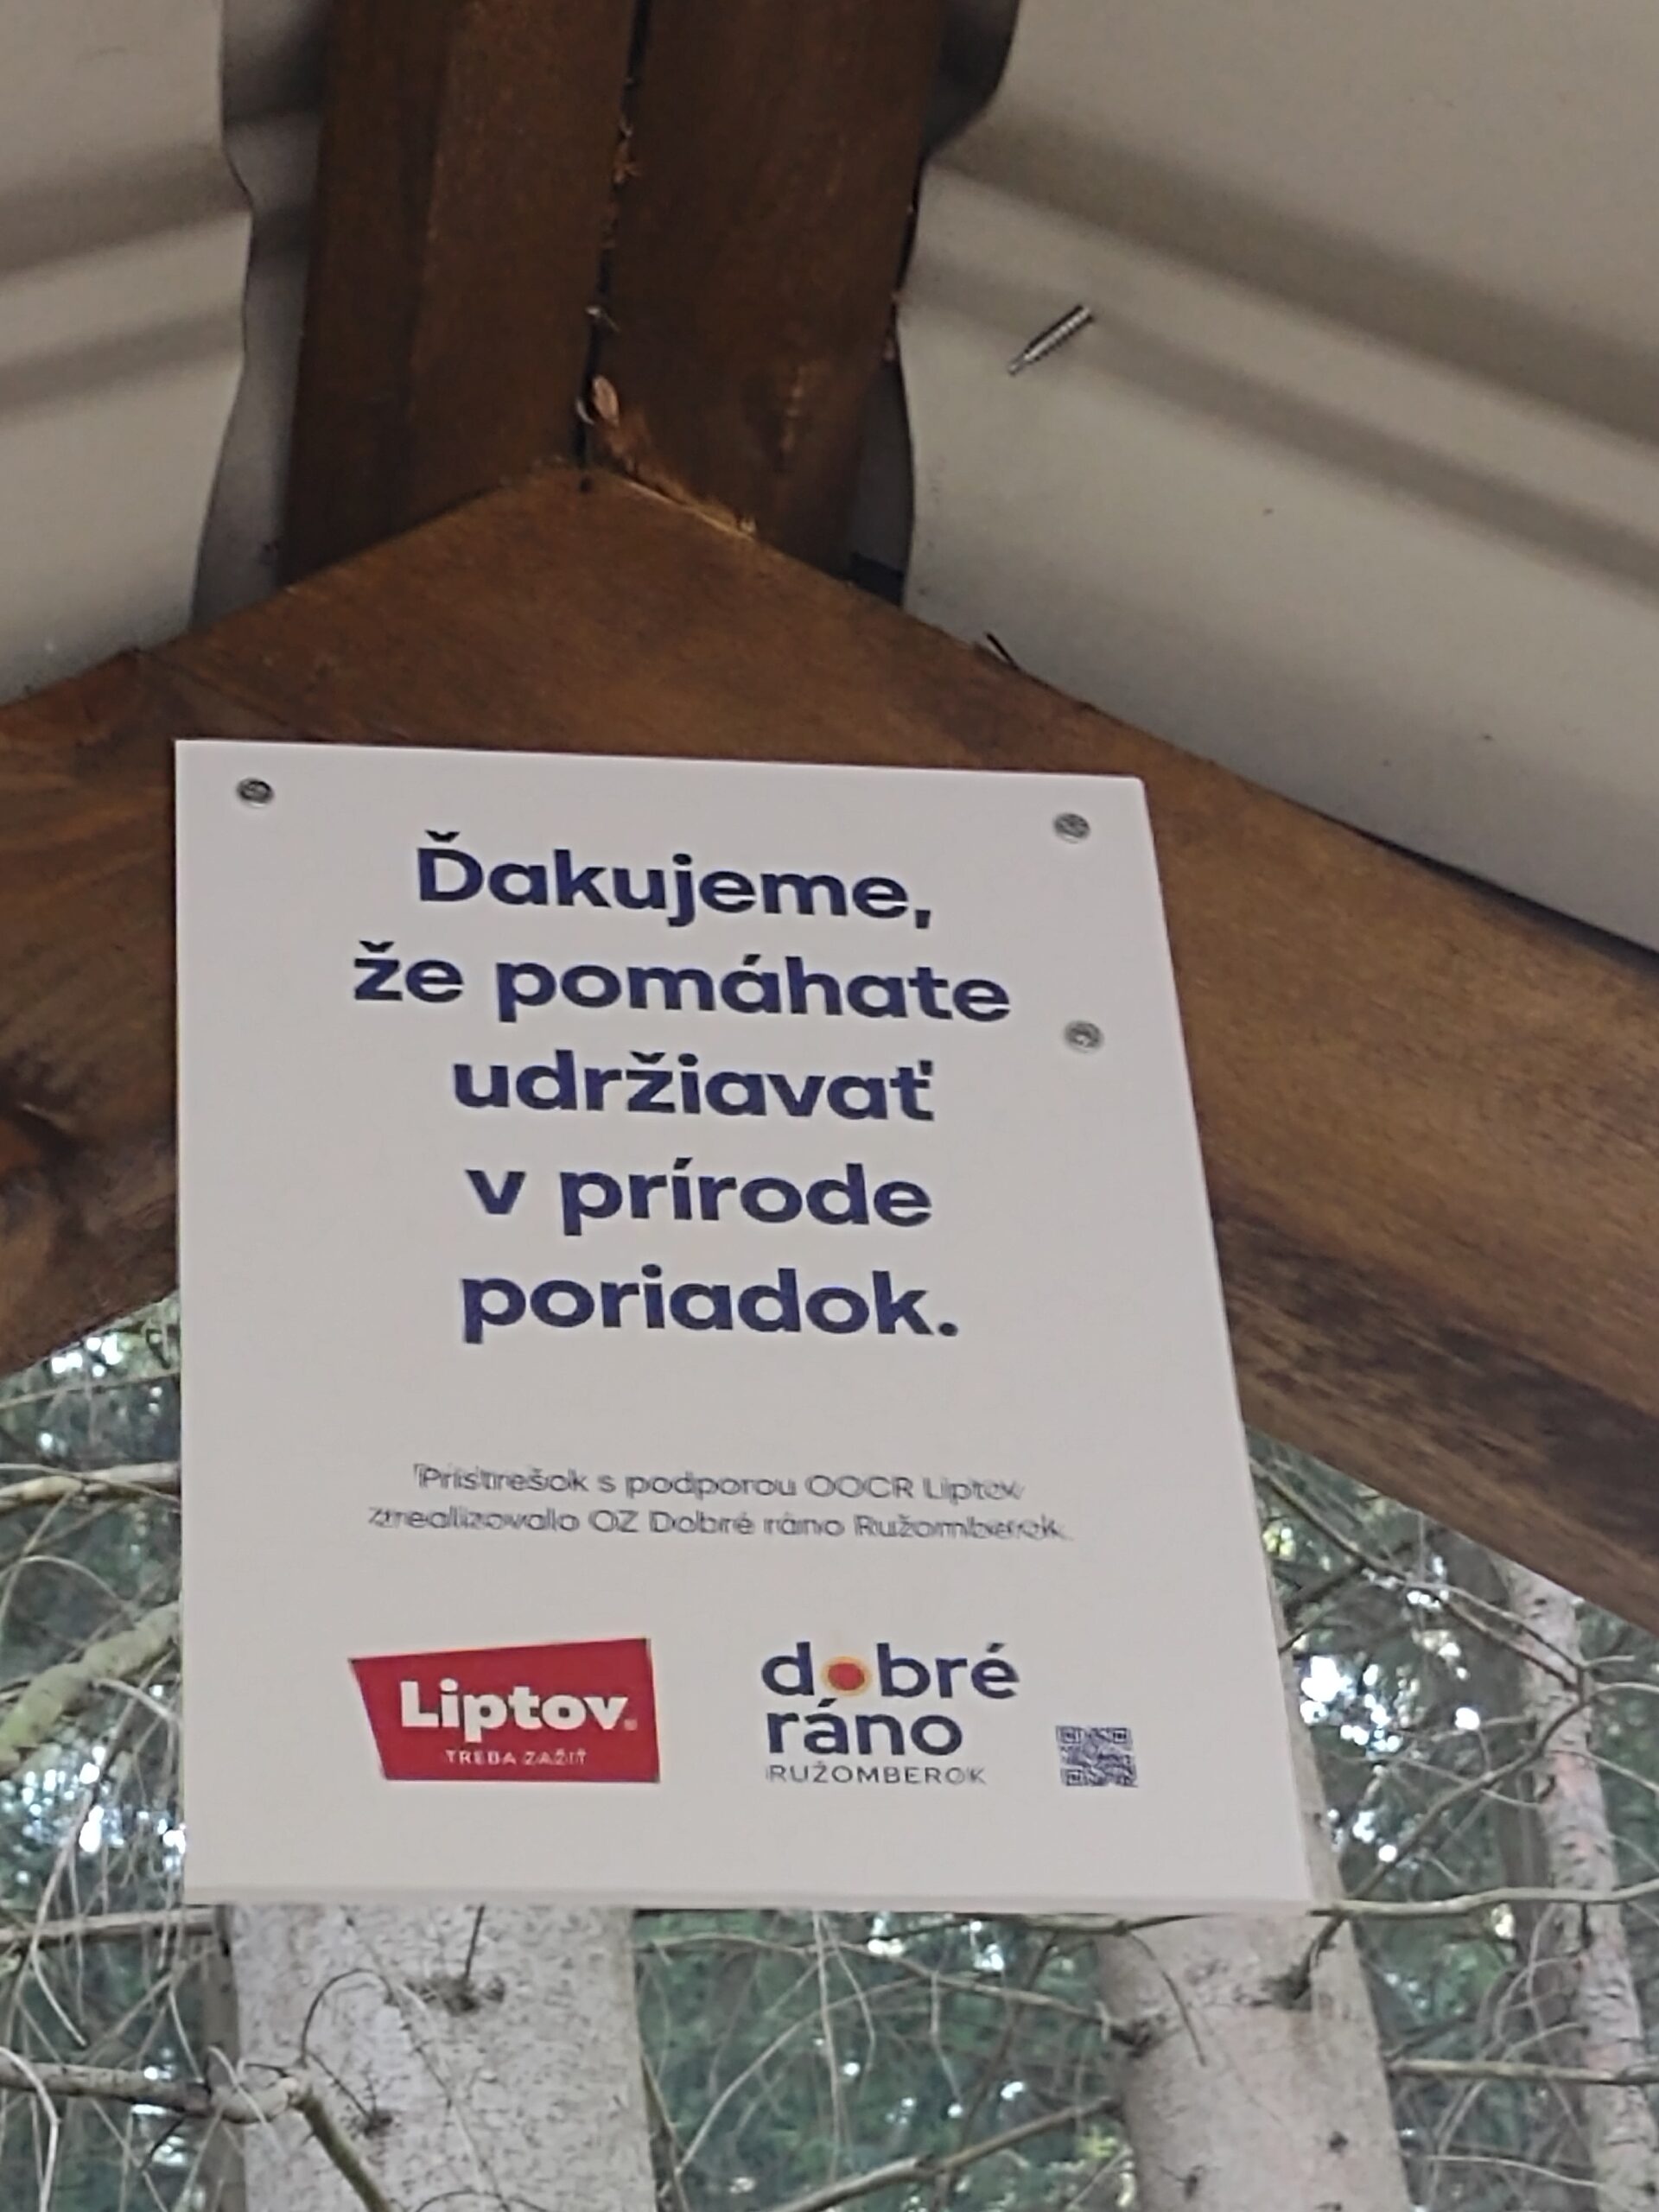 Ďakujeme,
že pomáhate
udržiavať
v prírode
poriadok.
Prístrešok s podporou OOCR Liptov
zrealizovalo OZ Dobré ráno Ružomberok.
Liptov
TREBA ZAŽIŤ
dobré
ráno
RUŽOMBEROK